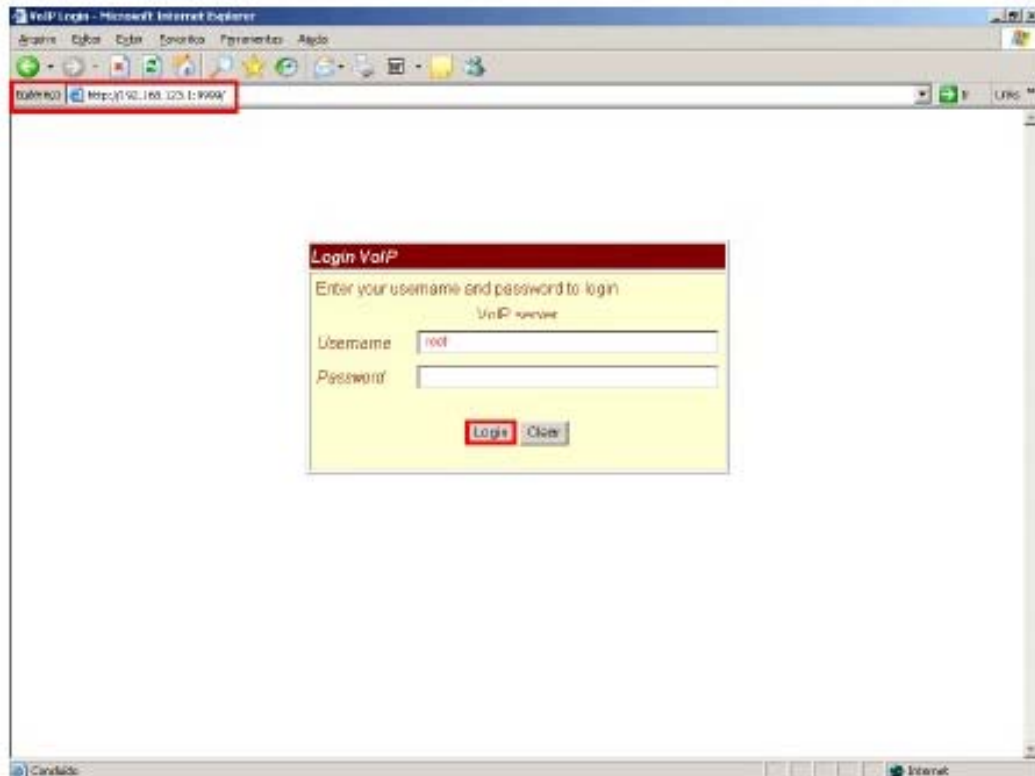 VoIP Login - Microsoft Internet Explorer
Arquivo Editar Exibir Favoritos Ferramentas Ajuda
Endereço http://192.168.123.1:9999/ Ir Links
Login VoIP
Enter your username and password to login
VoIP server
Username root
Password
Login Clear
Concluído Internet